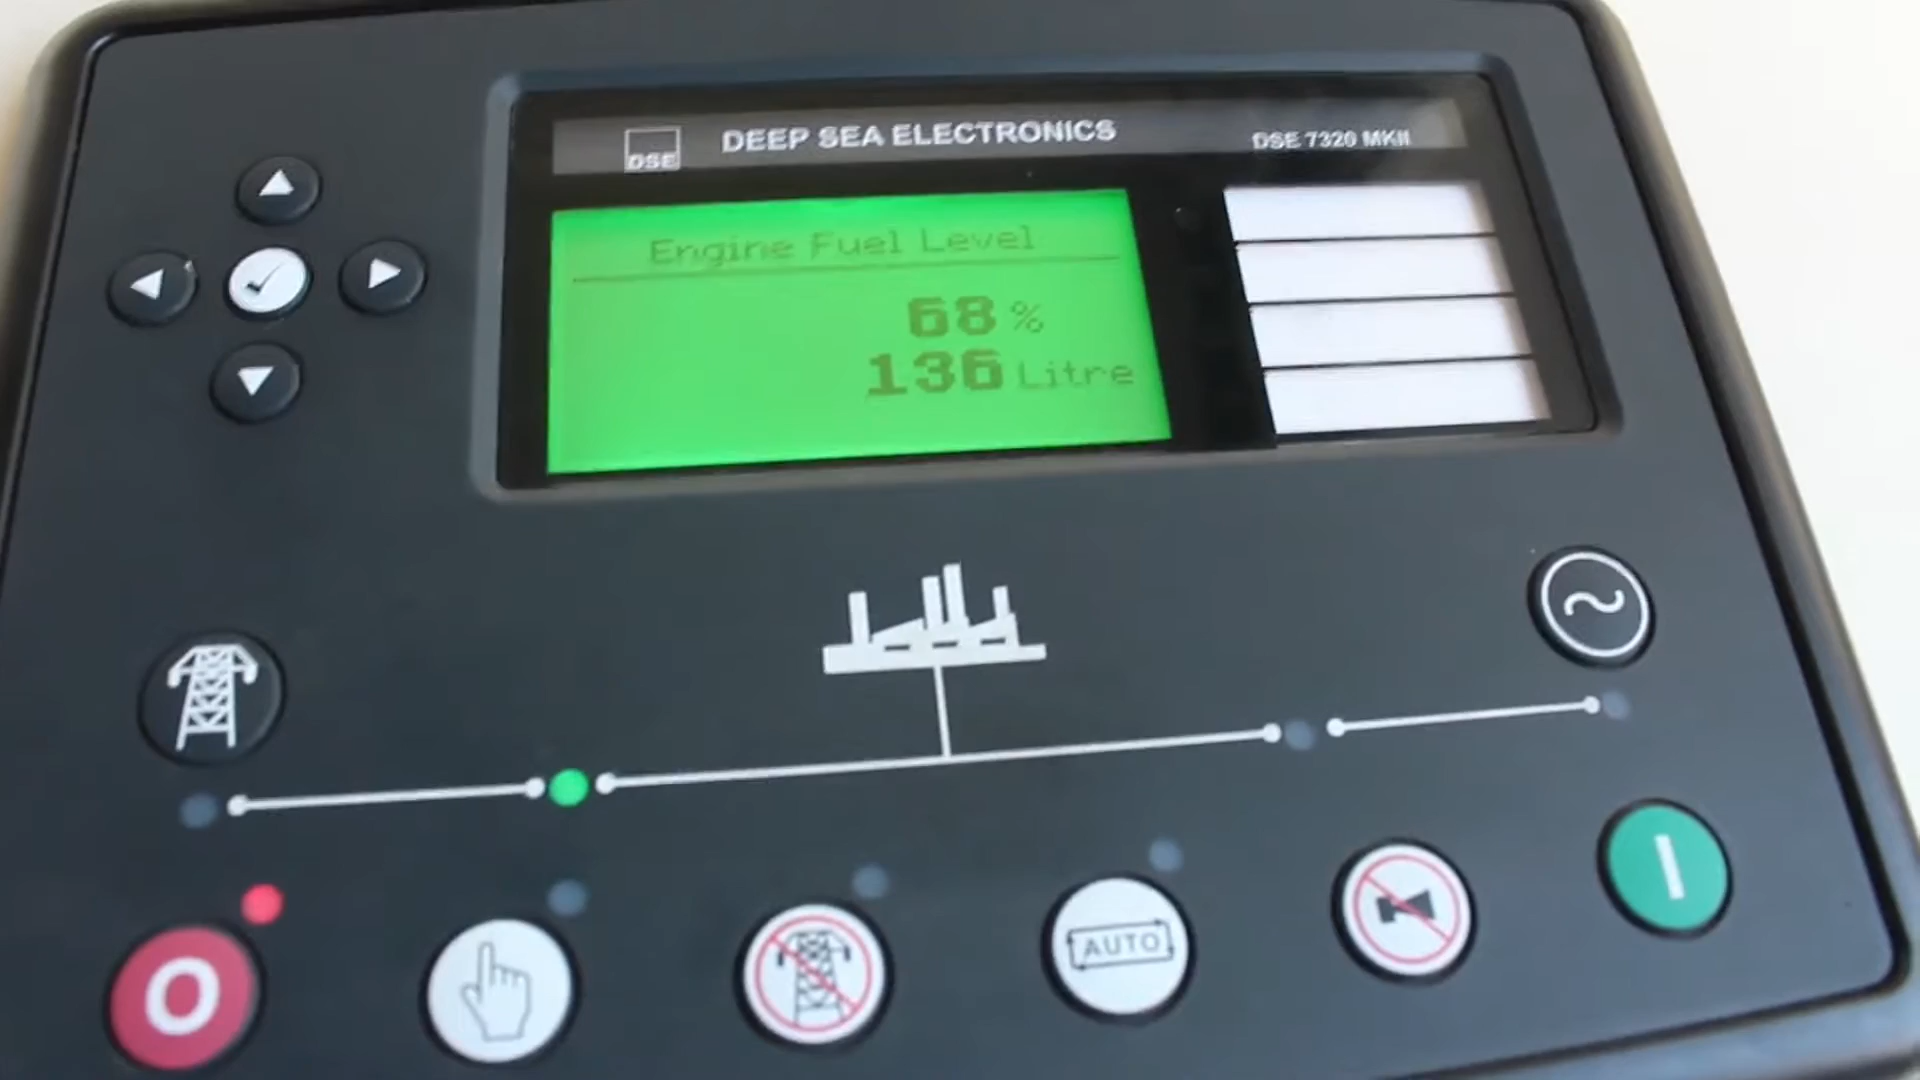 DSE
DEEP SEA ELECTRONICS
DSE 7320 MKII
Engine Fuel Level
68 %
136 Litre
O
AUTO
I